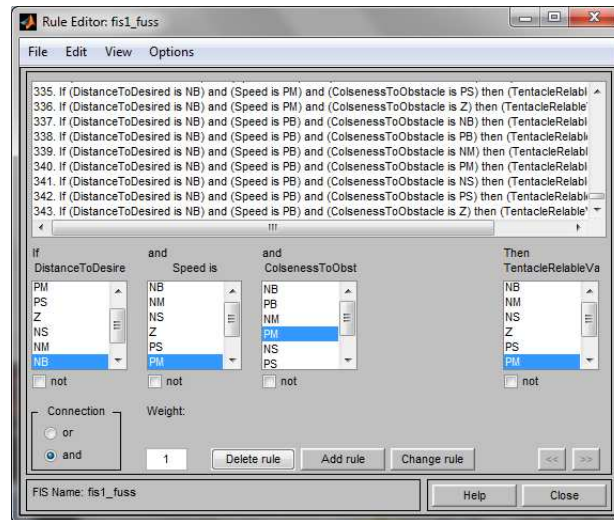 Rule Editor: fis1_fuss
File Edit View Options
335. If (DistanceToDesired is NB) and (Speed is PM) and (ColsenessToObstacle is PS) then (TentacleRelabl
336. If (DistanceToDesired is NB) and (Speed is PM) and (ColsenessToObstacle is Z) then (TentacleRelable
337. If (DistanceToDesired is NB) and (Speed is PB) and (ColsenessToObstacle is NB) then (TentacleRelabl
338. If (DistanceToDesired is NB) and (Speed is PB) and (ColsenessToObstacle is PB) then (TentacleRelabl
339. If (DistanceToDesired is NB) and (Speed is PB) and (ColsenessToObstacle is NM) then (TentacleRelabl
340. If (DistanceToDesired is NB) and (Speed is PB) and (ColsenessToObstacle is PM) then (TentacleRelabl
341. If (DistanceToDesired is NB) and (Speed is PB) and (ColsenessToObstacle is NS) then (TentacleRelabl
342. If (DistanceToDesired is NB) and (Speed is PB) and (ColsenessToObstacle is PS) then (TentacleRelabl
343. If (DistanceToDesired is NB) and (Speed is PB) and (ColsenessToObstacle is Z) then (TentacleRelable
If and and Then
DistanceToDesire Speed is ColsenessToObst TentacleRelableVa
PM NB NB NB
PS NM PB NM
Z NS NM NS
NS Z PM Z
NM PS NS PS
NB PM PS PM
not not not not
Connection Weight:
or
and 1 Delete rule Add rule Change rule << >>
FIS Name: fis1_fuss Help Close